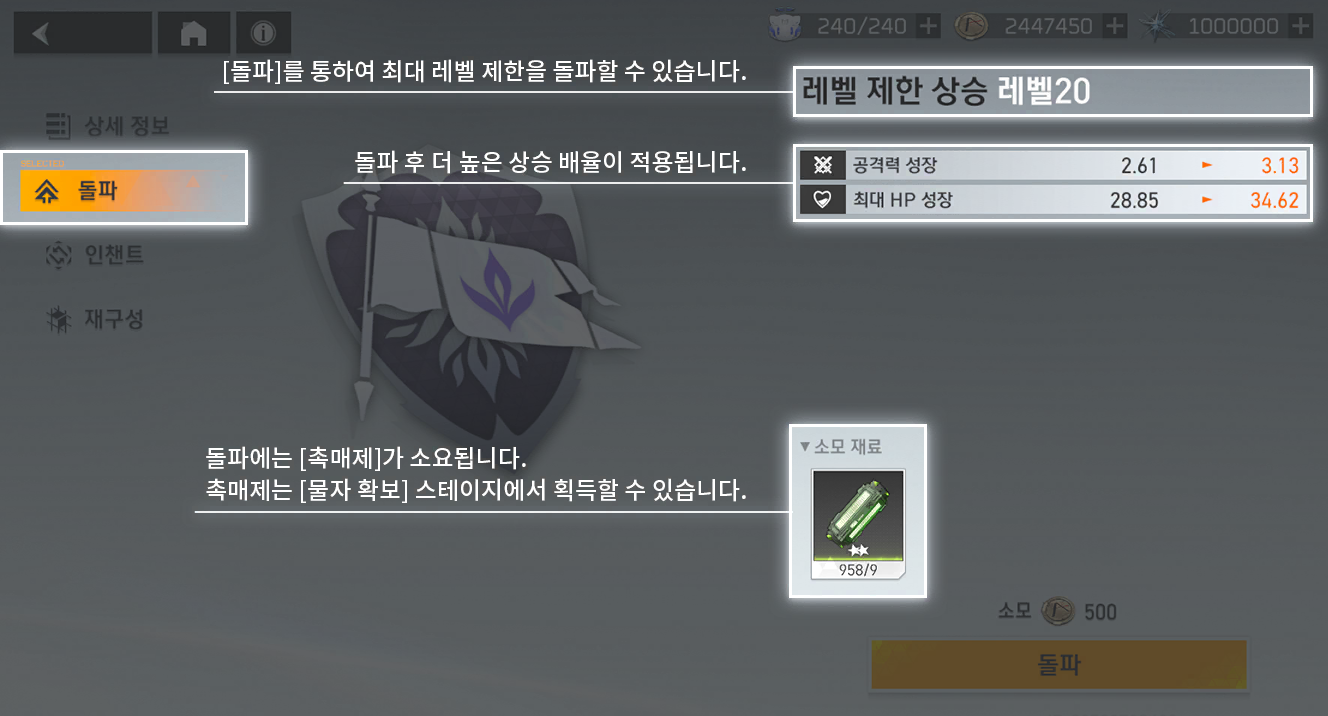 240/240
2447450
1000000
[돌파]를 통하여 최대 레벨 제한을 돌파할 수 있습니다.
레벨 제한 상승 레벨20
상세 정보
SELECTED
돌파
돌파 후 더 높은 상승 배율이 적용됩니다.
공격력 성장 2.61 ► 3.13
최대 HP 성장 28.85 ► 34.62
인챈트
재구성
돌파에는 [촉매제]가 소요됩니다.
촉매제는 [물자 확보] 스테이지에서 획득할 수 있습니다.
▼소모 재료
958/9
소모 500
돌파